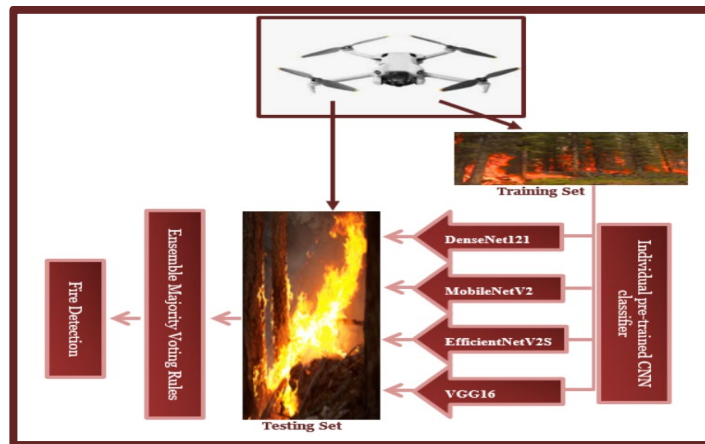 Training Set
DenseNet121
MobileNetV2
EfficientNetV2S
VGG16
Individual pre-trained CNN
classifier
Testing Set
Ensemble Majority Voting Rules
Fire Detection